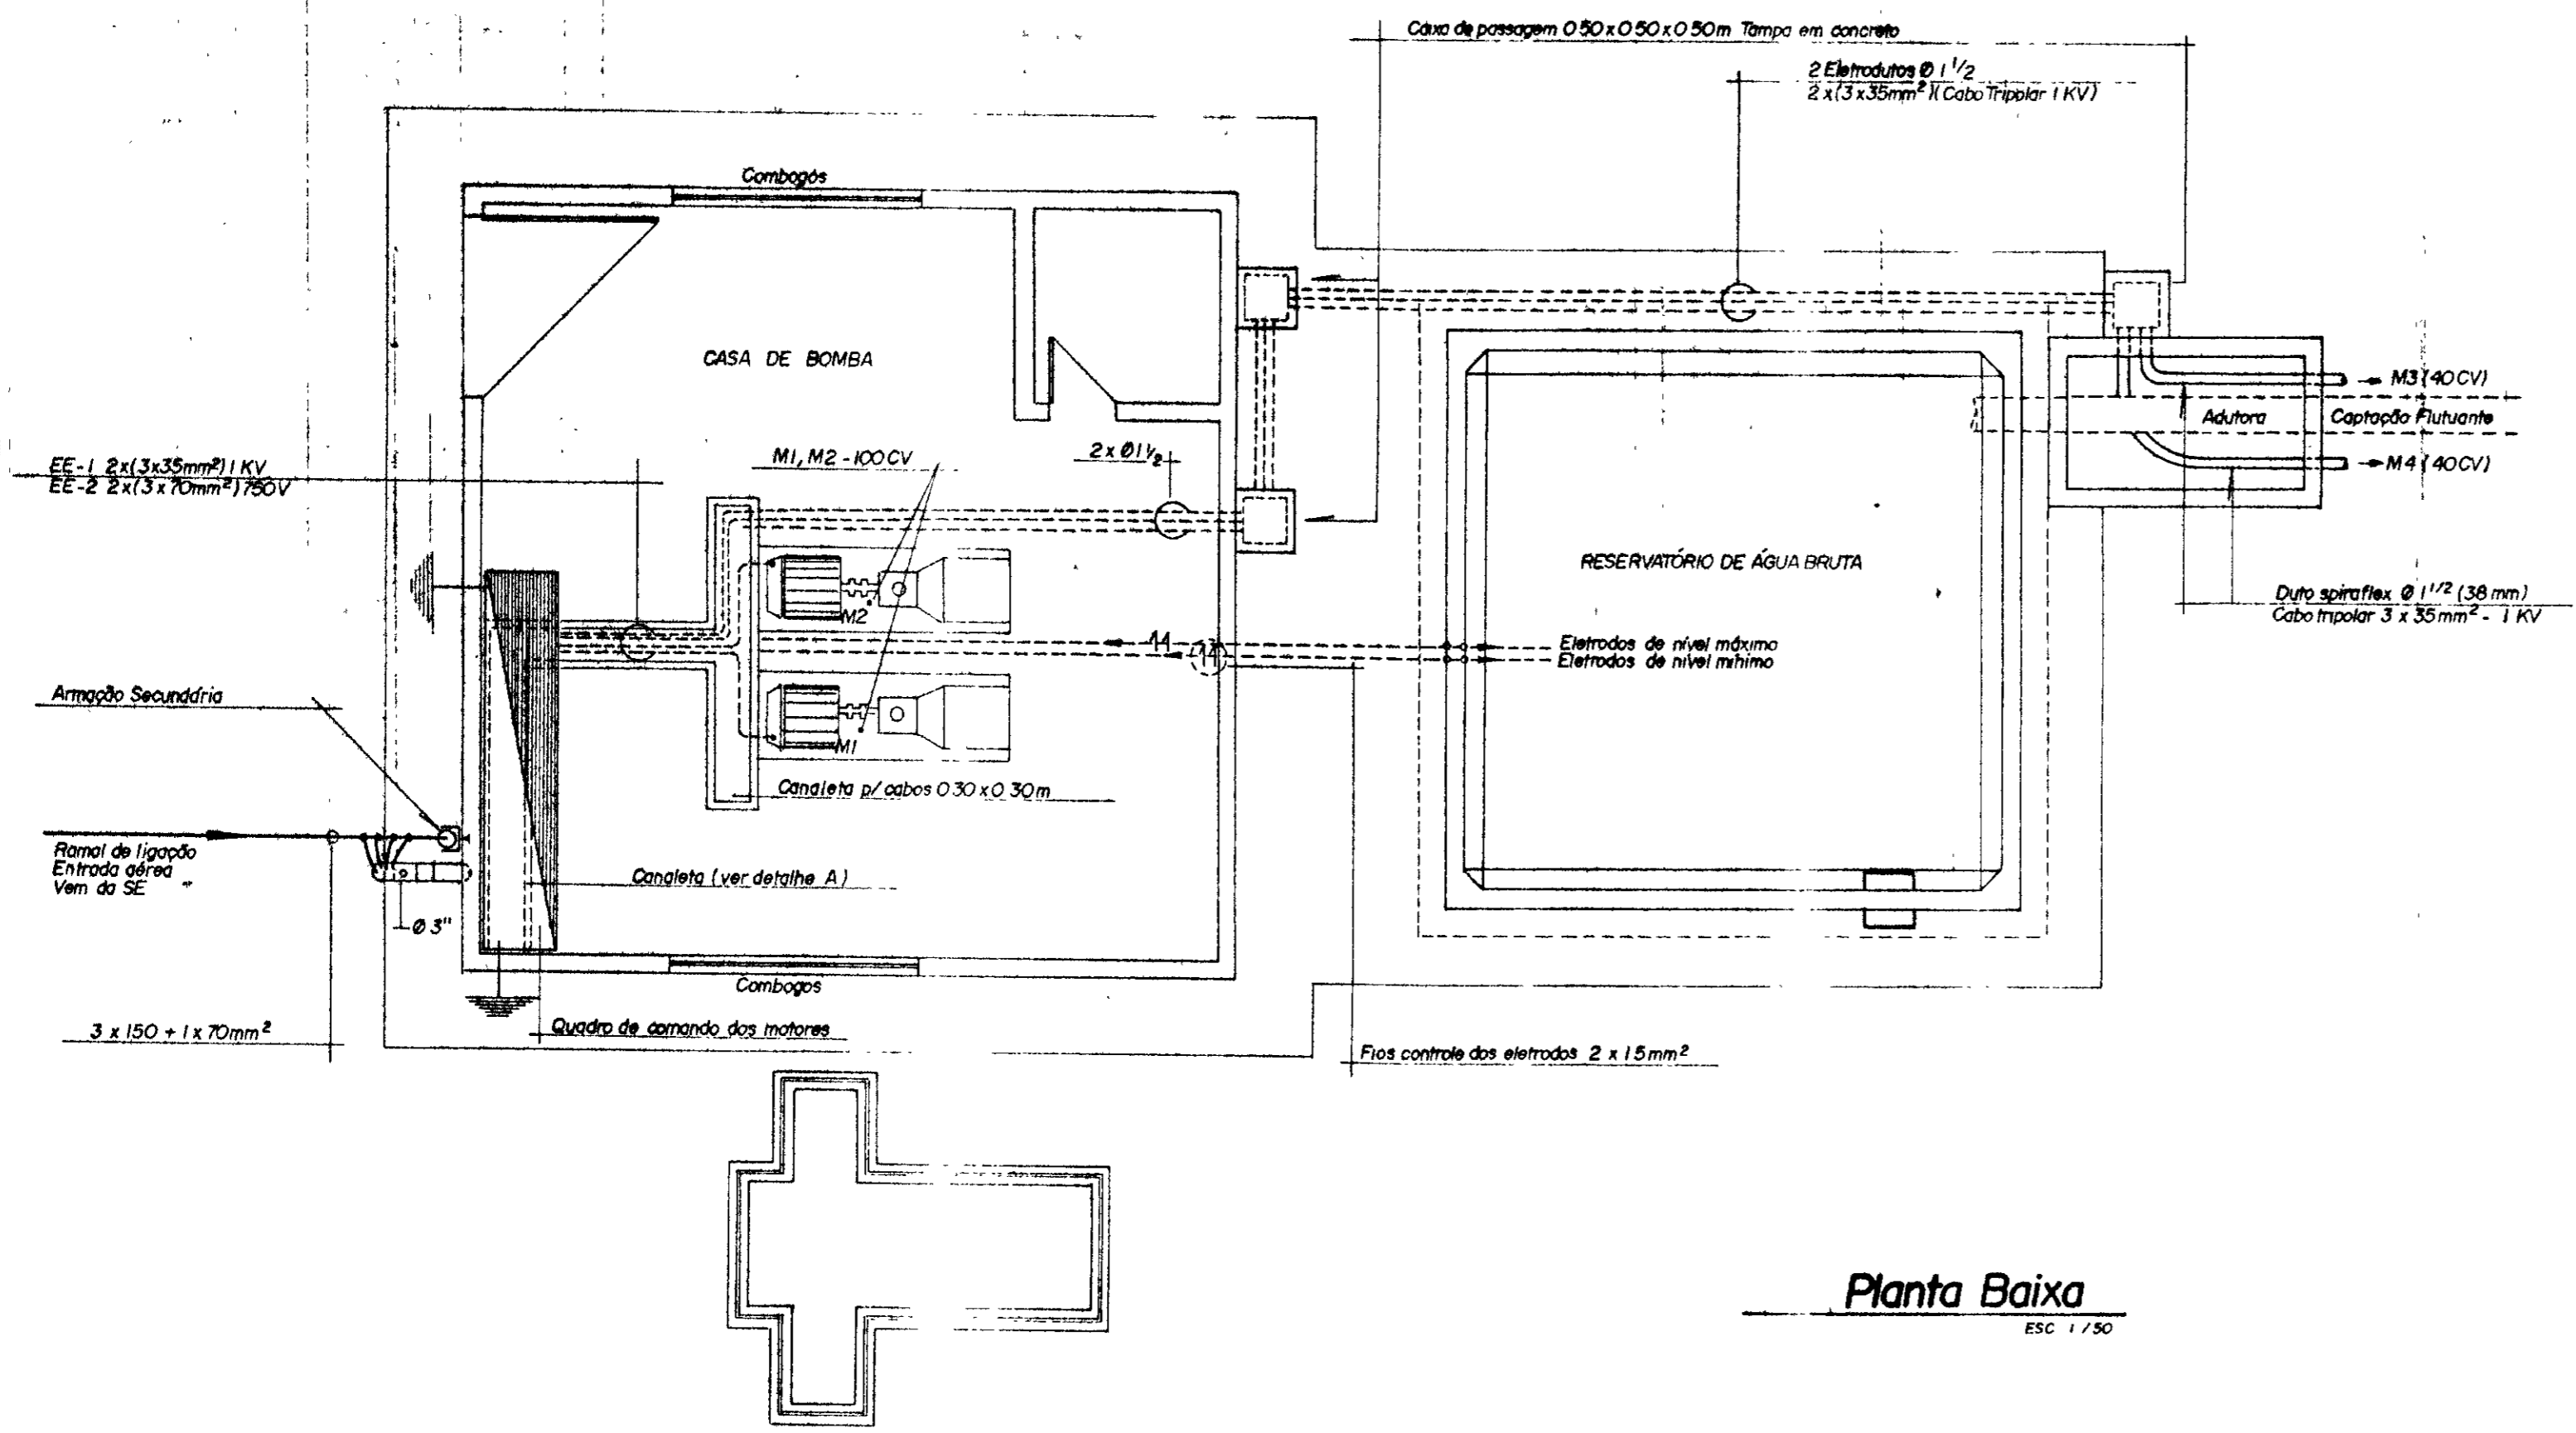 Caixa de passagem 0 50 x 0 50 x 0 50 m Tampa em concreto
2 Eletrodutos Ø 1 1/2
2 x (3 x 35mm²)(Cabo Tripolar 1 KV)
Combogós
CASA DE BOMBA
M3 (40CV)
Adutora
Captação Flutuante
M4 (40CV)
EE-1 2x(3x35mm²) 1 KV
EE-2 2x(3x70mm²) 750V
M1, M2 - 100CV
2 x Ø 1 1/2
RESERVATÓRIO DE ÁGUA BRUTA
Duto spiraflex Ø 1 1/2 (38 mm)
Cabo tripolar 3 x 35mm² - 1 KV
M2
Eletrodos de nível máximo
Eletrodos de nível mínimo
Armação Secundária
M1
Canaleta p/ cabos 0 30 x 0 30m
Ramal de ligação
Entrada aérea
Vem da SE
Canaleta (ver detalhe A)
Ø 3"
Combogos
3 x 150 + 1 x 70mm²
Quadro de comando dos motores
Fios controle dos eletrodos 2 x 1 5 mm²
Planta Baixa
ESC 1 / 50